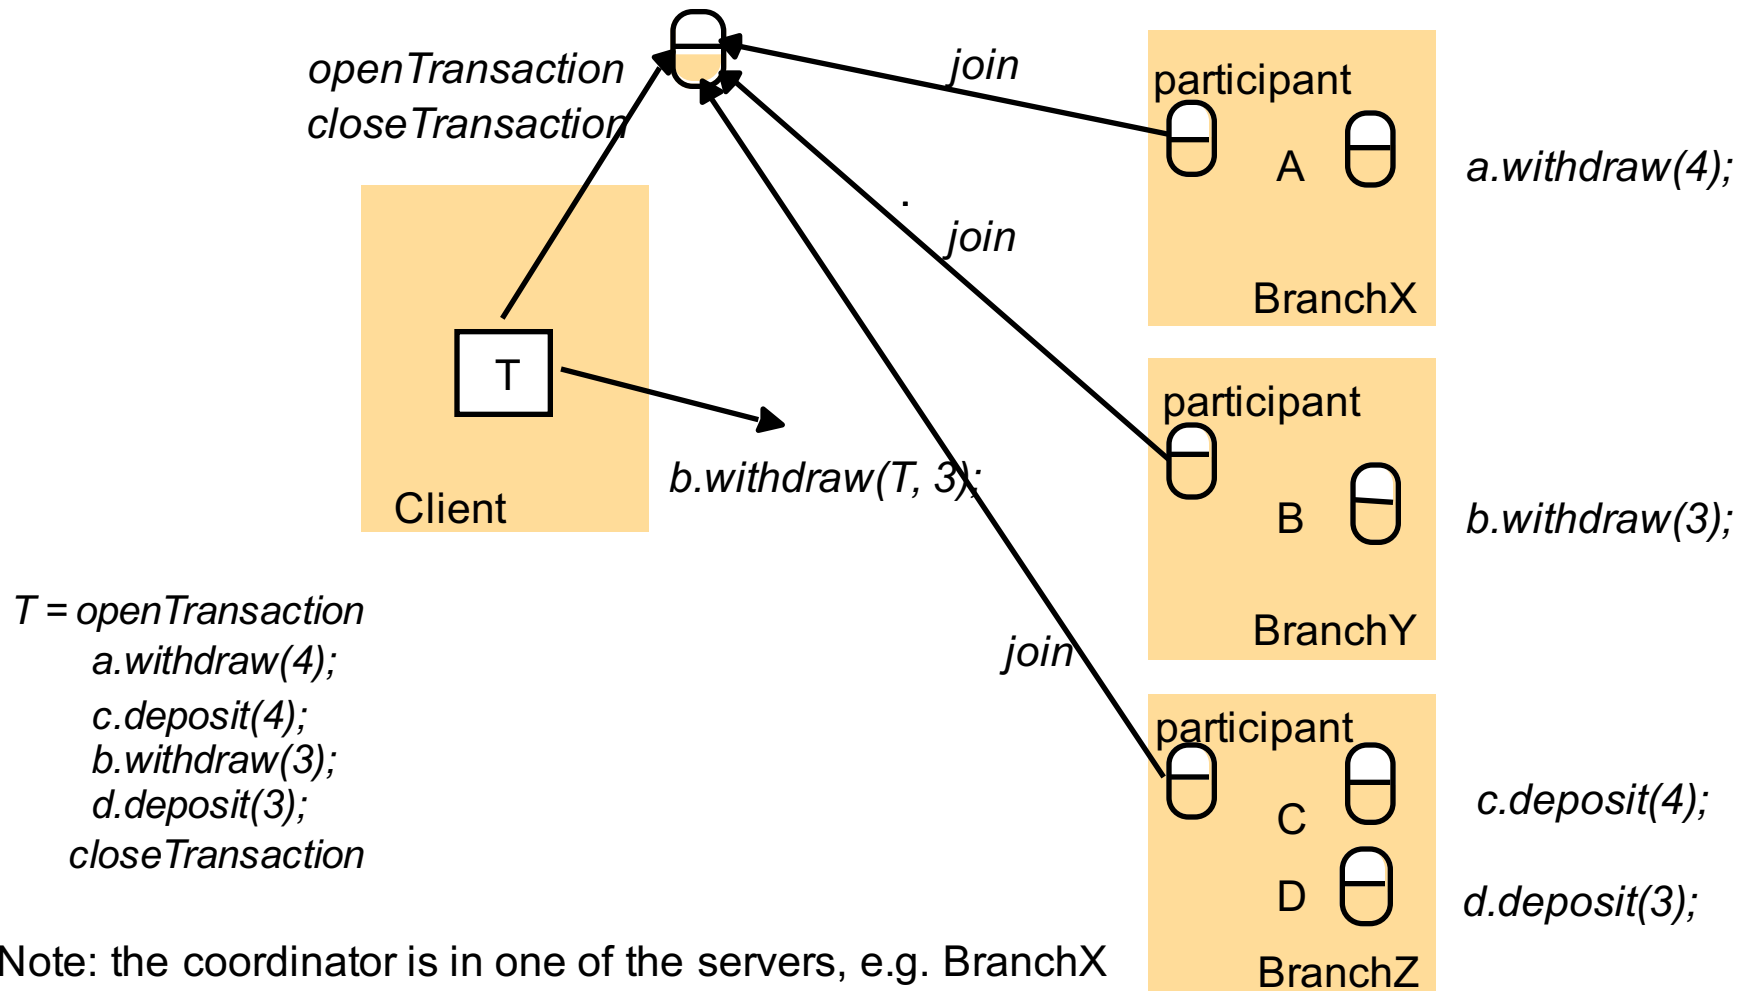 openTransaction
closeTransaction
join
participant
A
a.withdraw(4);
BranchX
.
join
T
Client
b.withdraw(T, 3);
participant
B
b.withdraw(3);
BranchY
join
participant
C
c.deposit(4);
D
d.deposit(3);
BranchZ
T = openTransaction
a.withdraw(4);
c.deposit(4);
b.withdraw(3);
d.deposit(3);
closeTransaction
Note: the coordinator is in one of the servers, e.g. BranchX